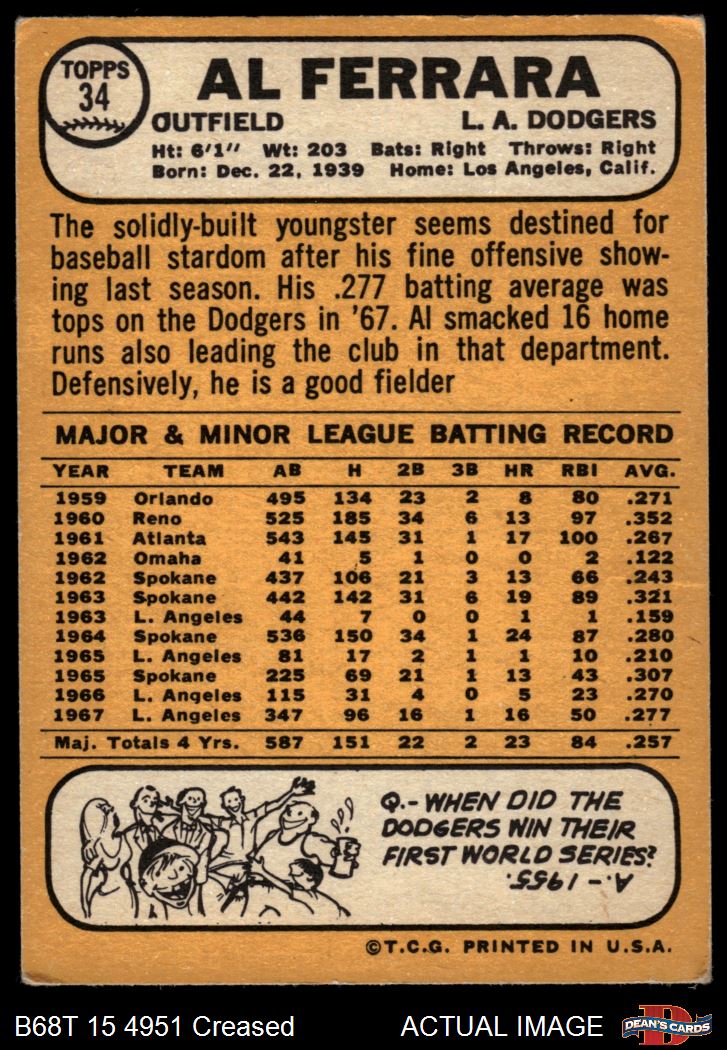 TOPPS
34
AL FERRARA
OUTFIELD L. A. DODGERS
Ht: 6'1" Wt: 203 Bats: Right Throws: Right
Born: Dec. 22, 1939 Home: Los Angeles, Calif.
The solidly-built youngster seems destined for
baseball stardom after his fine offensive show-
ing last season. His .277 batting average was
tops on the Dodgers in '67. Al smacked 16 home
runs also leading the club in that department.
Defensively, he is a good fielder
MAJOR & MINOR LEAGUE BATTING RECORD
YEAR TEAM AB H 2B 3B HR RBI AVG.
1959 Orlando 495 134 23 2 8 80 .271
1960 Reno 525 185 34 6 13 97 .352
1961 Atlanta 543 145 31 1 17 100 .267
1962 Omaha 41 5 1 0 0 2 .122
1962 Spokane 437 106 21 3 13 66 .243
1963 Spokane 442 142 31 6 19 89 .321
1963 L. Angeles 44 7 0 0 1 1 .159
1964 Spokane 536 150 34 1 24 87 .280
1965 L. Angeles 81 17 2 1 1 10 .210
1965 Spokane 225 69 21 1 13 43 .307
1966 L. Angeles 115 31 4 0 5 23 .270
1967 L. Angeles 347 96 16 1 16 50 .277
Maj. Totals 4 Yrs. 587 151 22 2 23 84 .257
Q.- WHEN DID THE
DODGERS WIN THEIR
FIRST WORLD SERIES?
A.- 1955.
©T.C.G. PRINTED IN U.S.A.
B68T 15 4951 Creased ACTUAL IMAGE
D
DEAN'S CARDS